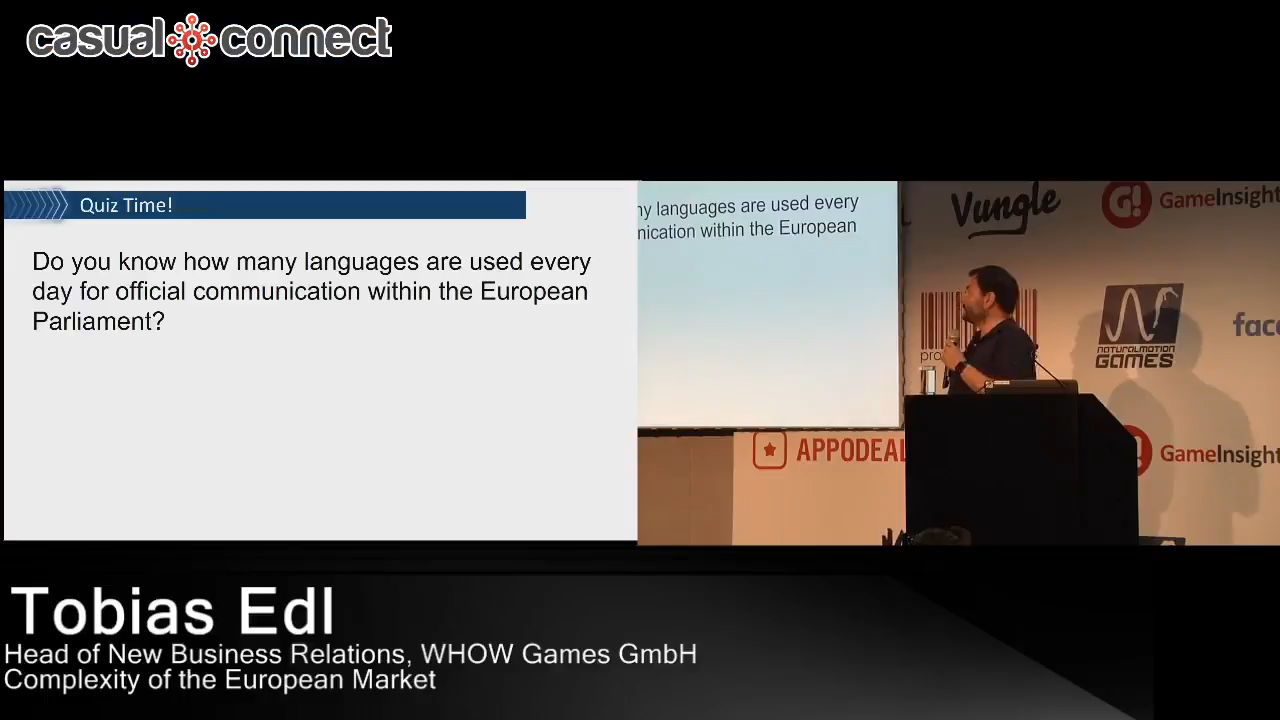 casual connect
Quiz Time!
Do you know how many languages are used every
day for official communication within the European
Parliament?
ny languages are used every
nication within the European
Vungle
G! GameInsight
pro
NATURALMOTION
GAMES
face
APPODEAL
GameInsight
Tobias Edl
Head of New Business Relations, WHOW Games GmbH
Complexity of the European Market